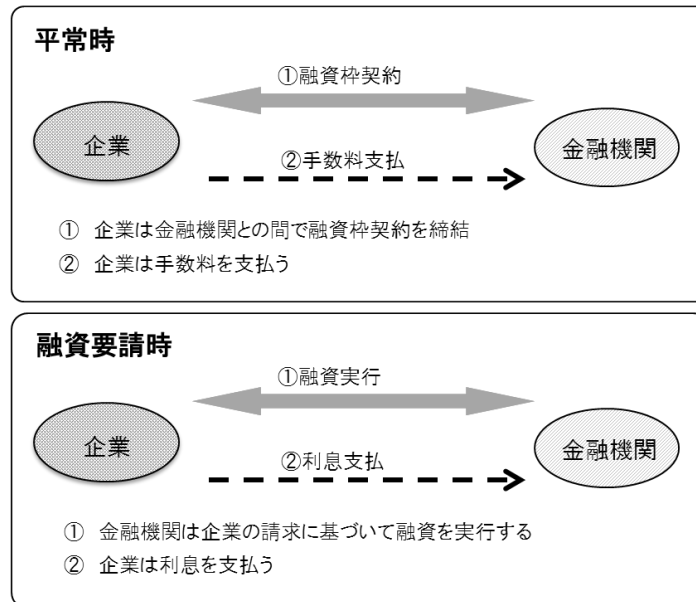 平常時
①融資枠契約
企業
金融機関
②手数料支払
① 企業は金融機関との間で融資枠契約を締結
② 企業は手数料を支払う
融資要請時
①融資実行
企業
金融機関
②利息支払
① 金融機関は企業の請求に基づいて融資を実行する
② 企業は利息を支払う